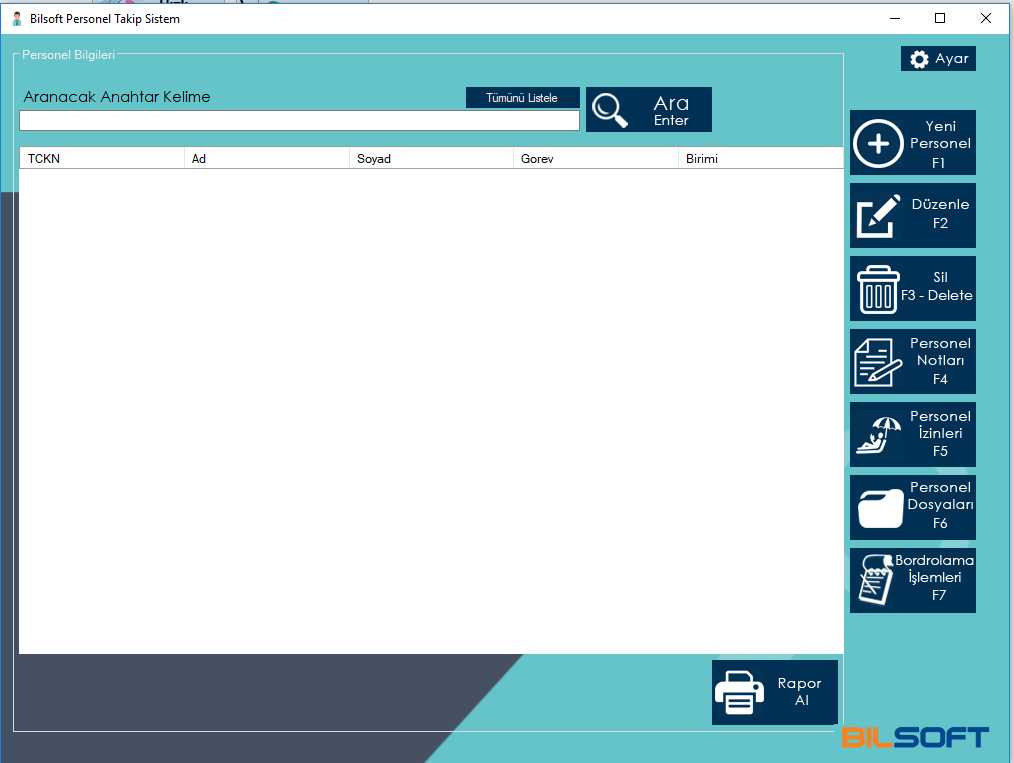 Bilsoft Personel Takip Sistem
Personel Bilgileri
Ayar
Aranacak Anahtar Kelime
Tümünü Listele
Ara
Enter
TCKN Ad Soyad Gorev Birimi
Yeni
Personel
F1
Düzenle
F2
Sil
F3 - Delete
Personel
Notları
F4
Personel
İzinleri
F5
Personel
Dosyaları
F6
Bordrolama
İşlemleri
F7
Rapor
Al
BILSOFT